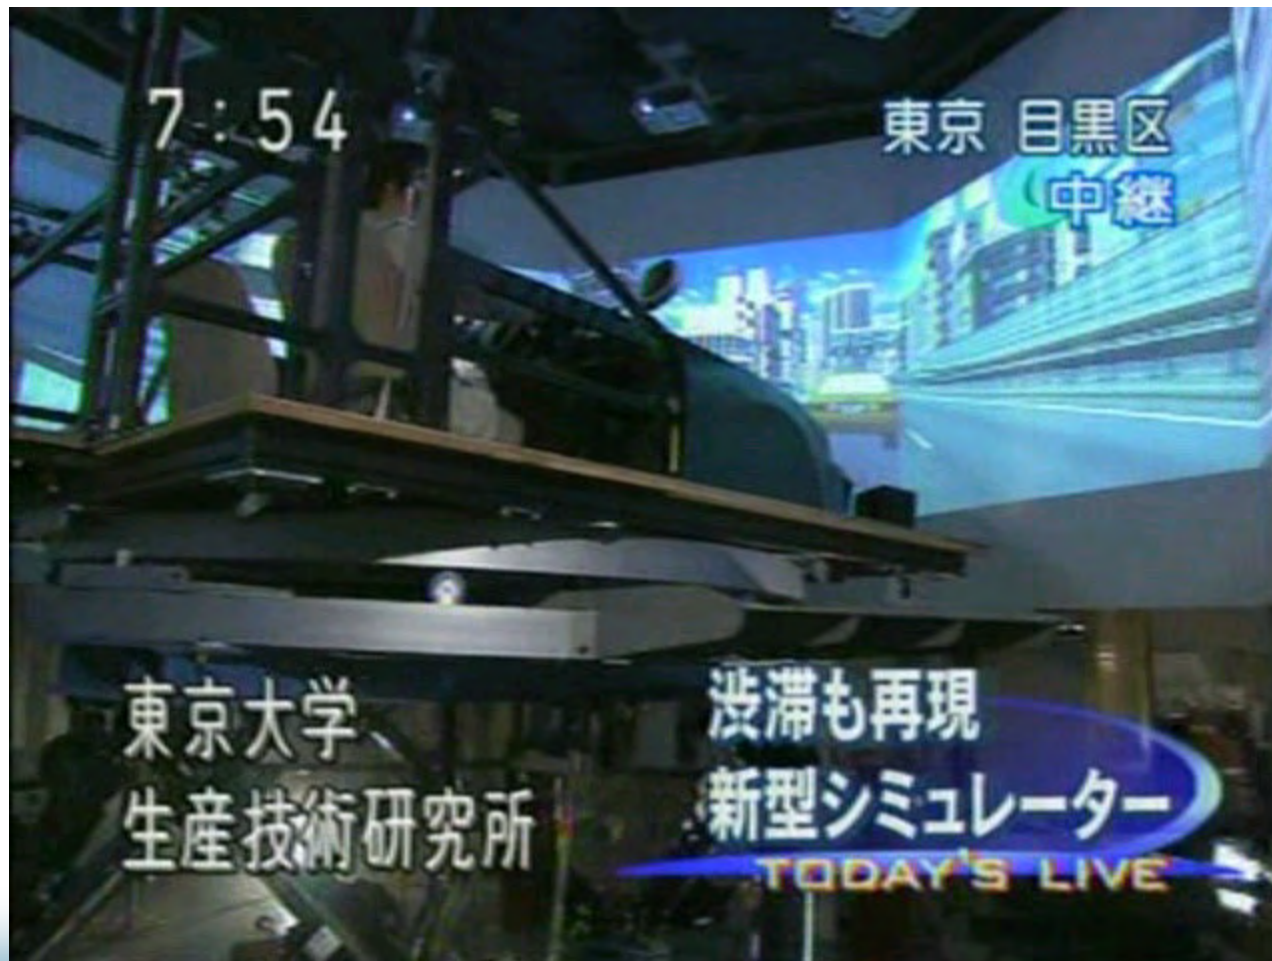 7:54
東京 目黒区
中継
東京大学
生産技術研究所
渋滞も再現
新型シミュレーター
TODAY'S LIVE